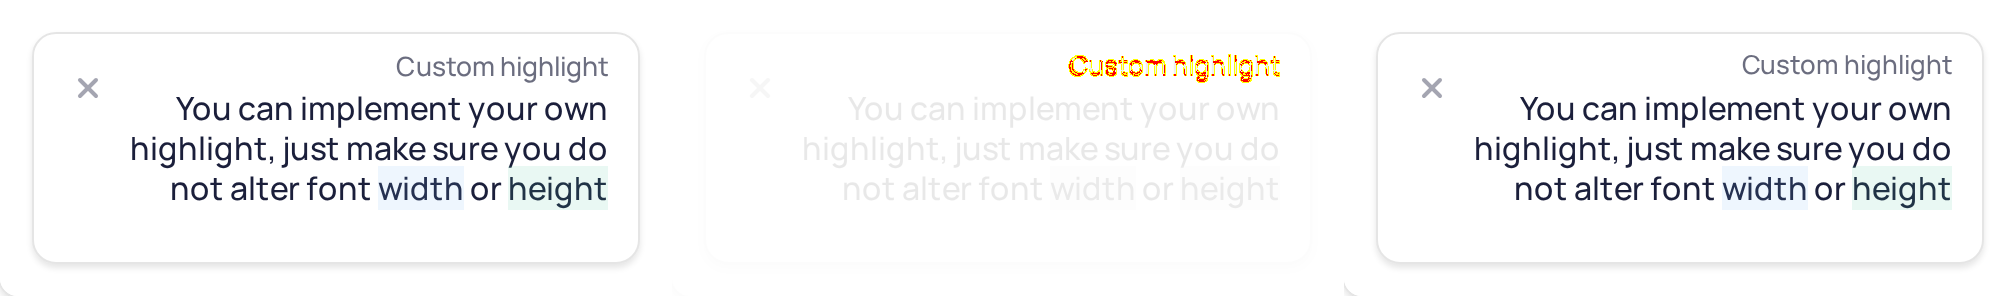 Custom highlight
You can implement your own
highlight, just make sure you do
not alter font width or height
Custom highlight
You can implement your own
highlight, just make sure you do
not alter font width or height
Custom highlight
You can implement your own
highlight, just make sure you do
not alter font width or height